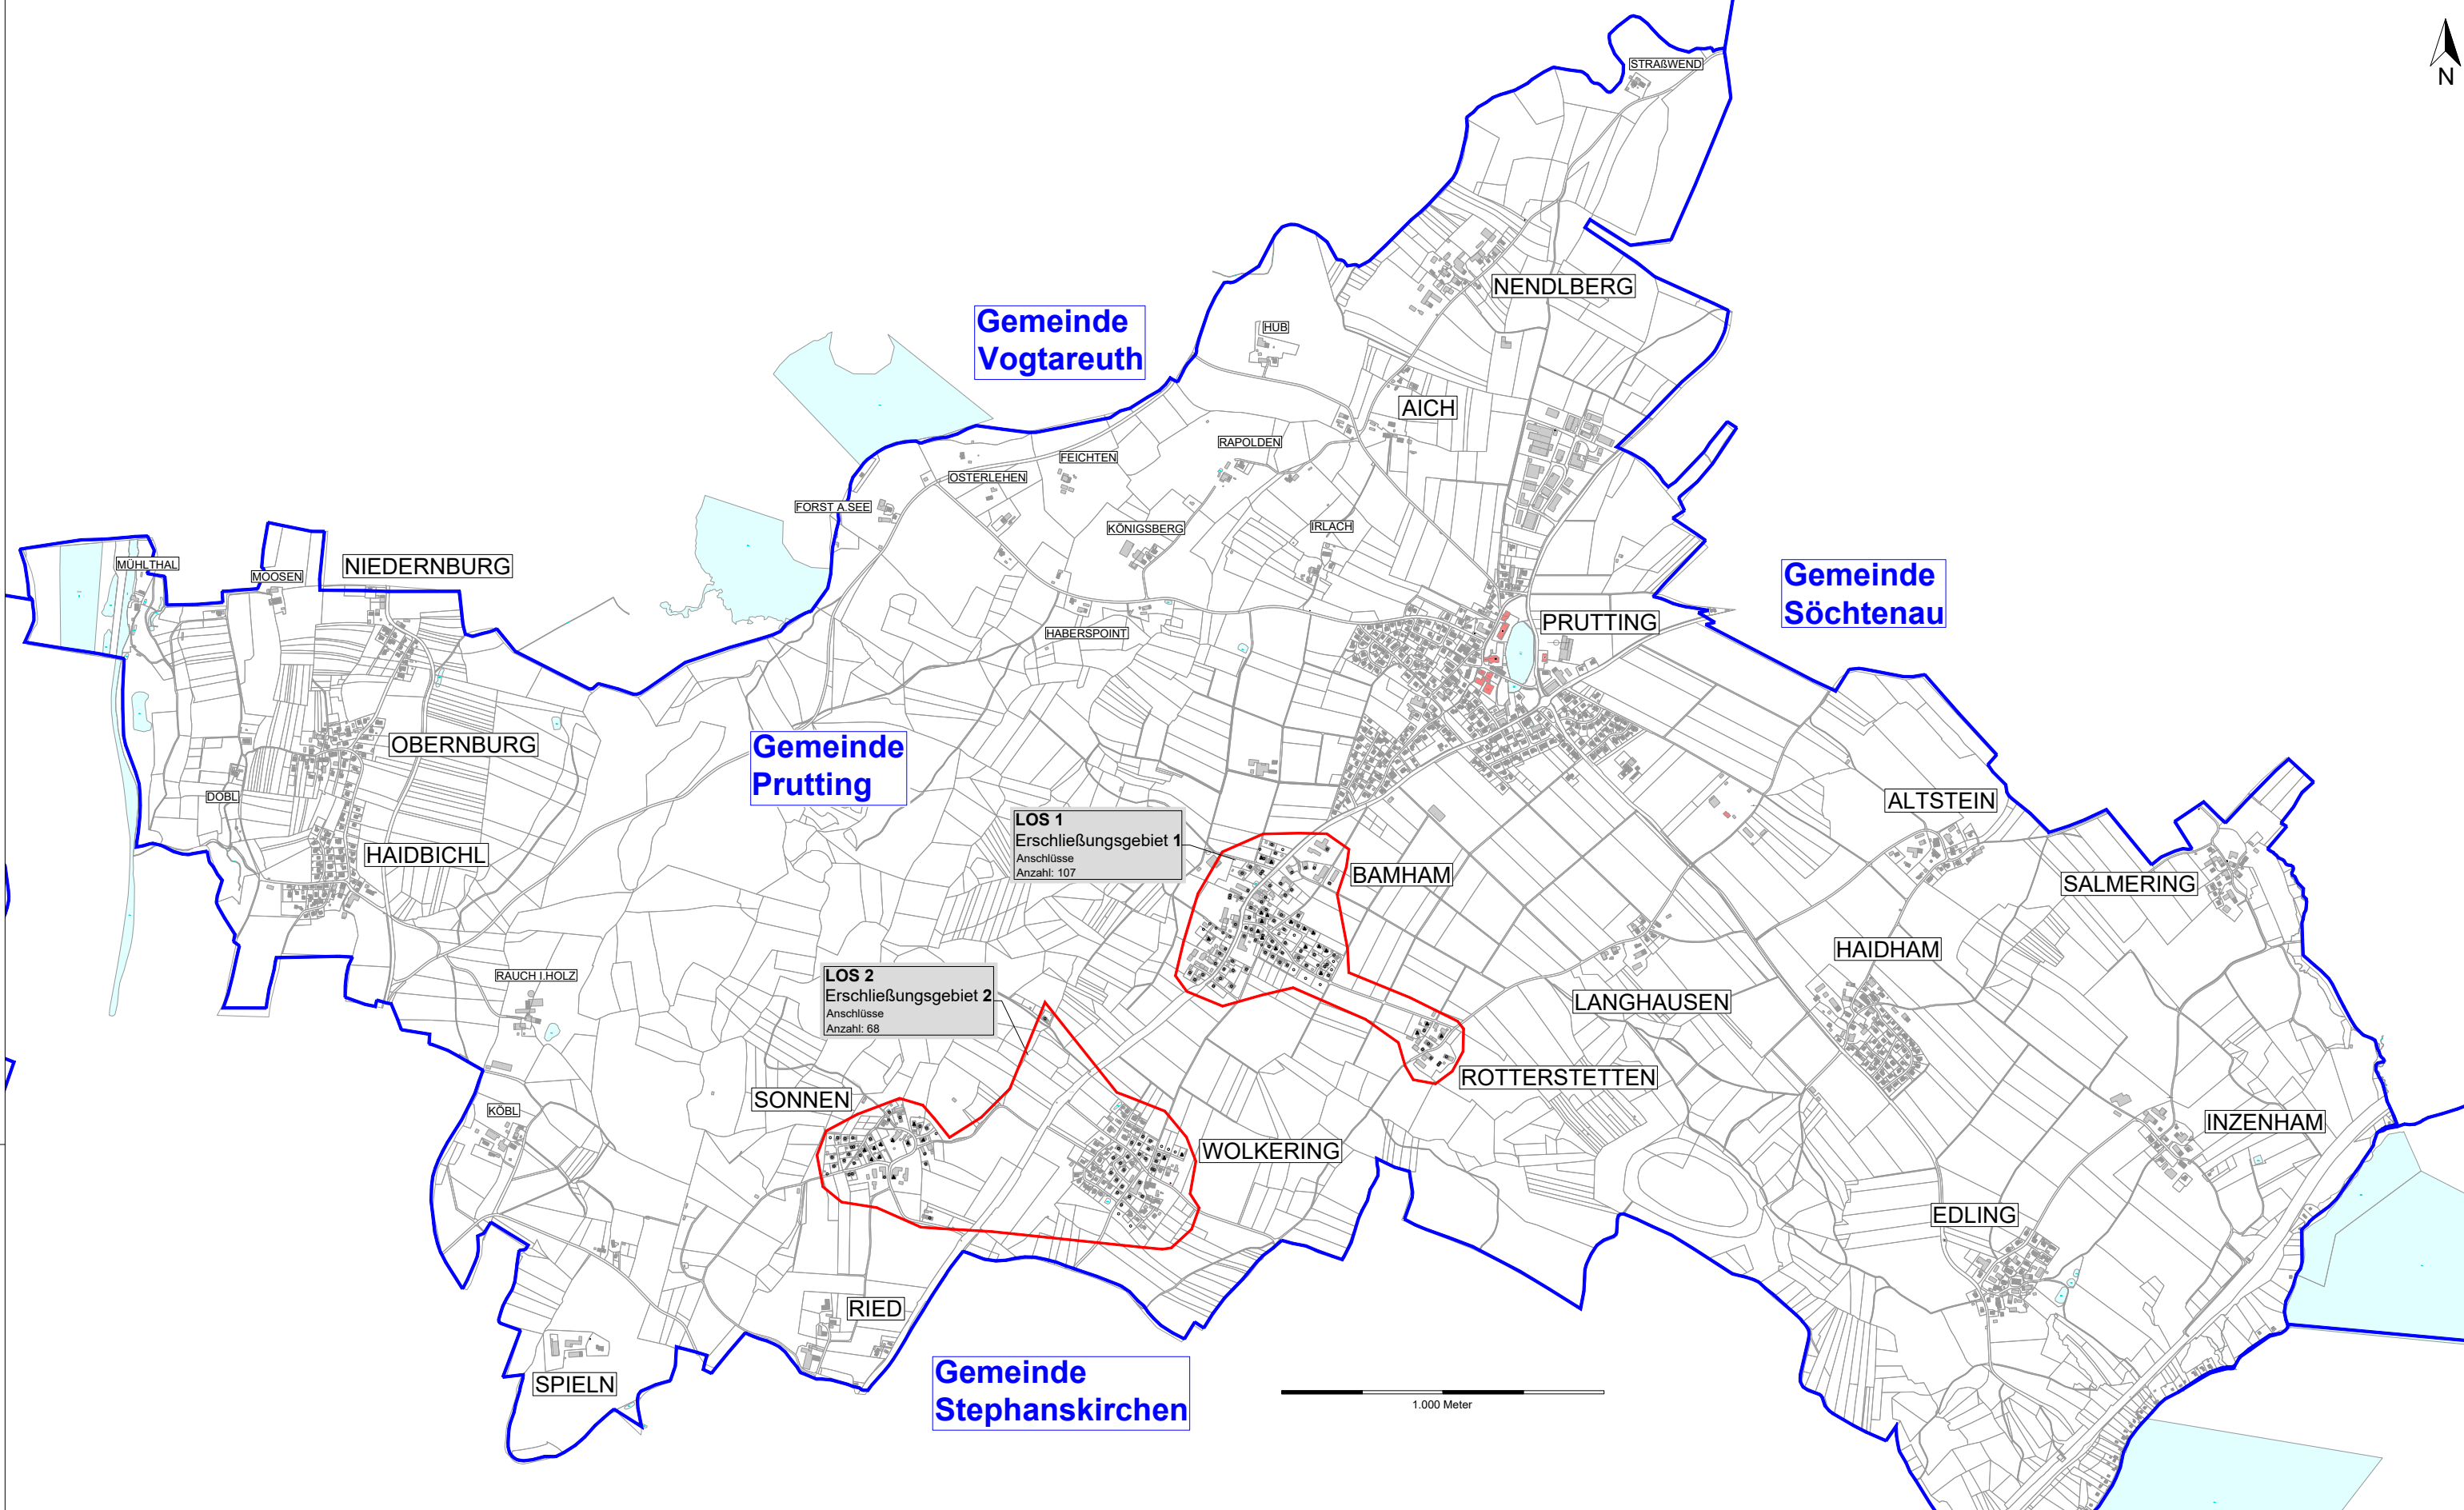 STRAßWEND
N
NENDLBERG
Gemeinde
Vogtareuth
HUB
AICH
RAPOLDEN
FEICHTEN
OSTERLEHEN
FORST A.SEE
KÖNIGSBERG
IRLACH
MÜHLTHAL
MOOSEN
NIEDERNBURG
Gemeinde
Söchtenau
PRUTTING
HABERSPOINT
OBERNBURG
Gemeinde
Prutting
DOBL
ALTSTEIN
LOS 1
Erschließungsgebiet 1
Anschlüsse
Anzahl: 107
HAIDBICHL
BAMHAM
SALMERING
HAIDHAM
RAUCH I.HOLZ
LOS 2
Erschließungsgebiet 2
Anschlüsse
Anzahl: 68
LANGHAUSEN
ROTTERSTETTEN
SONNEN
KÖBL
INZENHAM
WOLKERING
EDLING
RIED
SPIELN
Gemeinde
Stephanskirchen
1.000 Meter